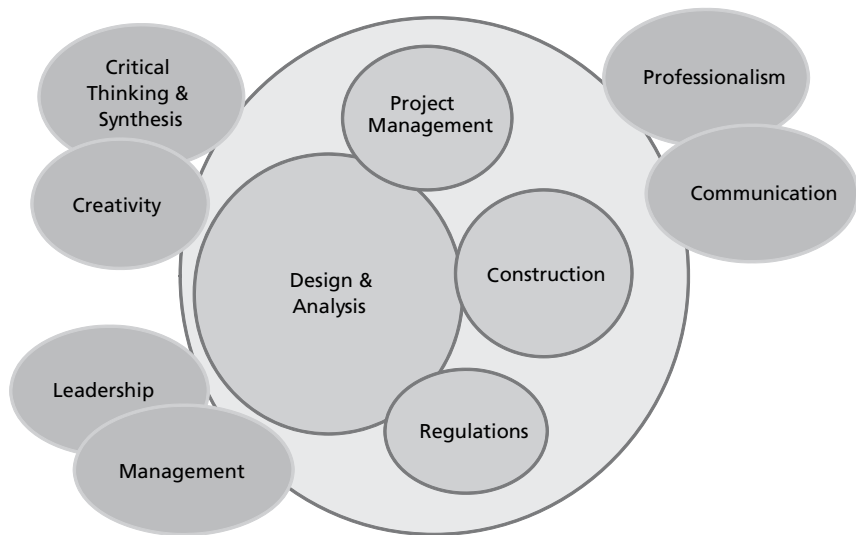 Critical
Thinking &
Synthesis
Creativity
Project
Management
Professionalism
Communication
Design &
Analysis
Construction
Leadership
Management
Regulations